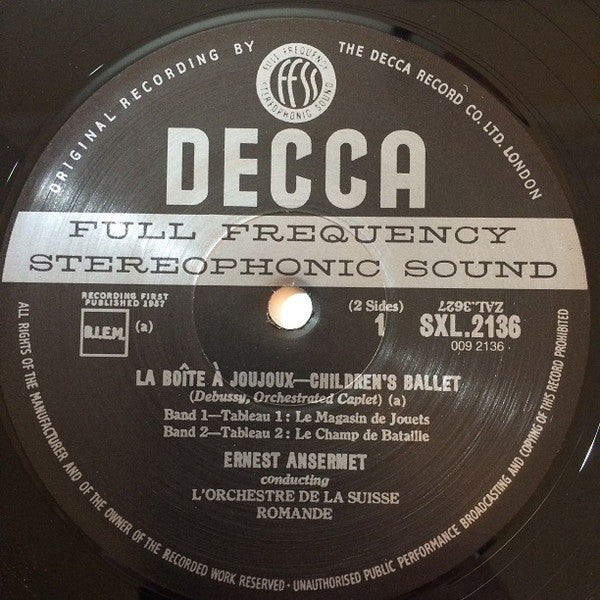 ORIGINAL RECORDING BY THE DECCA RECORD CO. LTD. LONDON
FULL FREQUENCY
FFSS
STEREOPHONIC SOUND
DECCA
FULL FREQUENCY
STEREOPHONIC SOUND
RECORDING FIRST
PUBLISHED 1957
B.I.E.M. (a)
(2 Sides)
1
ZAL.3627
SXL.2136
009 2136
LA BOÎTE À JOUJOUX—CHILDREN'S BALLET
(Debussy, Orchestrated Caplet) (a)
Band 1—Tableau 1: Le Magasin de Jouets
Band 2—Tableau 2: Le Champ de Bataille
ERNEST ANSERMET
conducting
L'ORCHESTRE DE LA SUISSE
ROMANDE
ALL RIGHTS OF THE MANUFACTURER AND OF THE OWNER OF THE RECORDED WORK RESERVED · UNAUTHORISED PUBLIC PERFORMANCE BROADCASTING AND COPYING OF THIS RECORD PROHIBITED